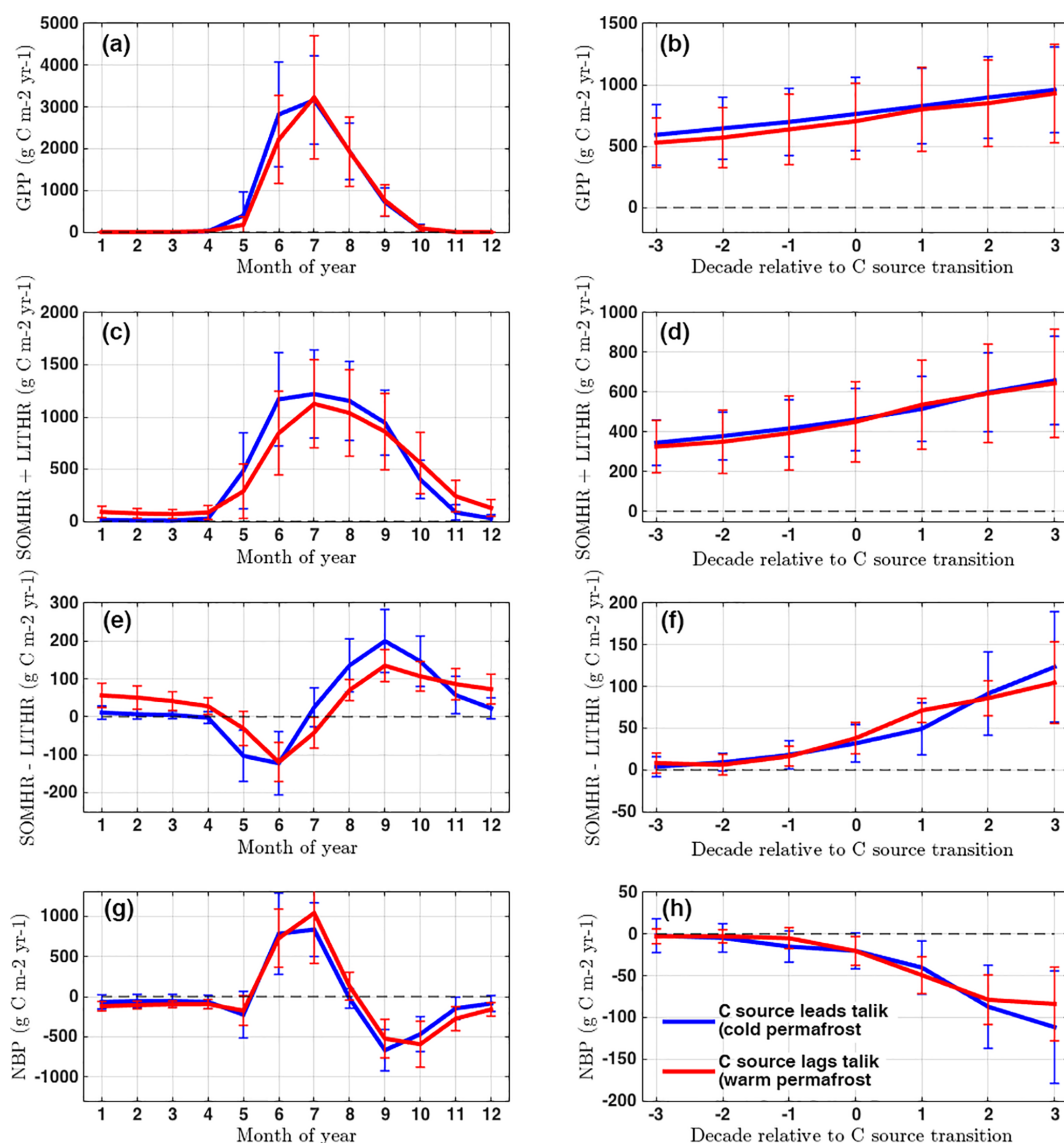 (a)
GPP (g C m-2 yr-1)
5000
4000
3000
2000
1000
0
1 2 3 4 5 6 7 8 9 10 11 12
Month of year
(b)
GPP (g C m-2 yr-1)
1500
1000
500
0
-3 -2 -1 0 1 2 3
Decade relative to C source transition
(c)
SOMHR + LITHR (g C m-2 yr-1)
2000
1500
1000
500
0
1 2 3 4 5 6 7 8 9 10 11 12
Month of year
(d)
SOMHR + LITHR (g C m-2 yr-1)
1000
800
600
400
200
0
-3 -2 -1 0 1 2 3
Decade relative to C source transition
(e)
SOMHR - LITHR (g C m-2 yr-1)
300
200
100
0
-100
-200
1 2 3 4 5 6 7 8 9 10 11 12
Month of year
(f)
SOMHR - LITHR (g C m-2 yr-1)
200
150
100
50
0
-50
-3 -2 -1 0 1 2 3
Decade relative to C source transition
(g)
NBP (g C m-2 yr-1)
1000
500
0
-500
-1000
1 2 3 4 5 6 7 8 9 10 11 12
Month of year
(h)
NBP (g C m-2 yr-1)
50
0
-50
-100
-150
-200
-3 -2 -1 0 1 2 3
Decade relative to C source transition
C source leads talik
(cold permafrost
C source lags talik
(warm permafrost